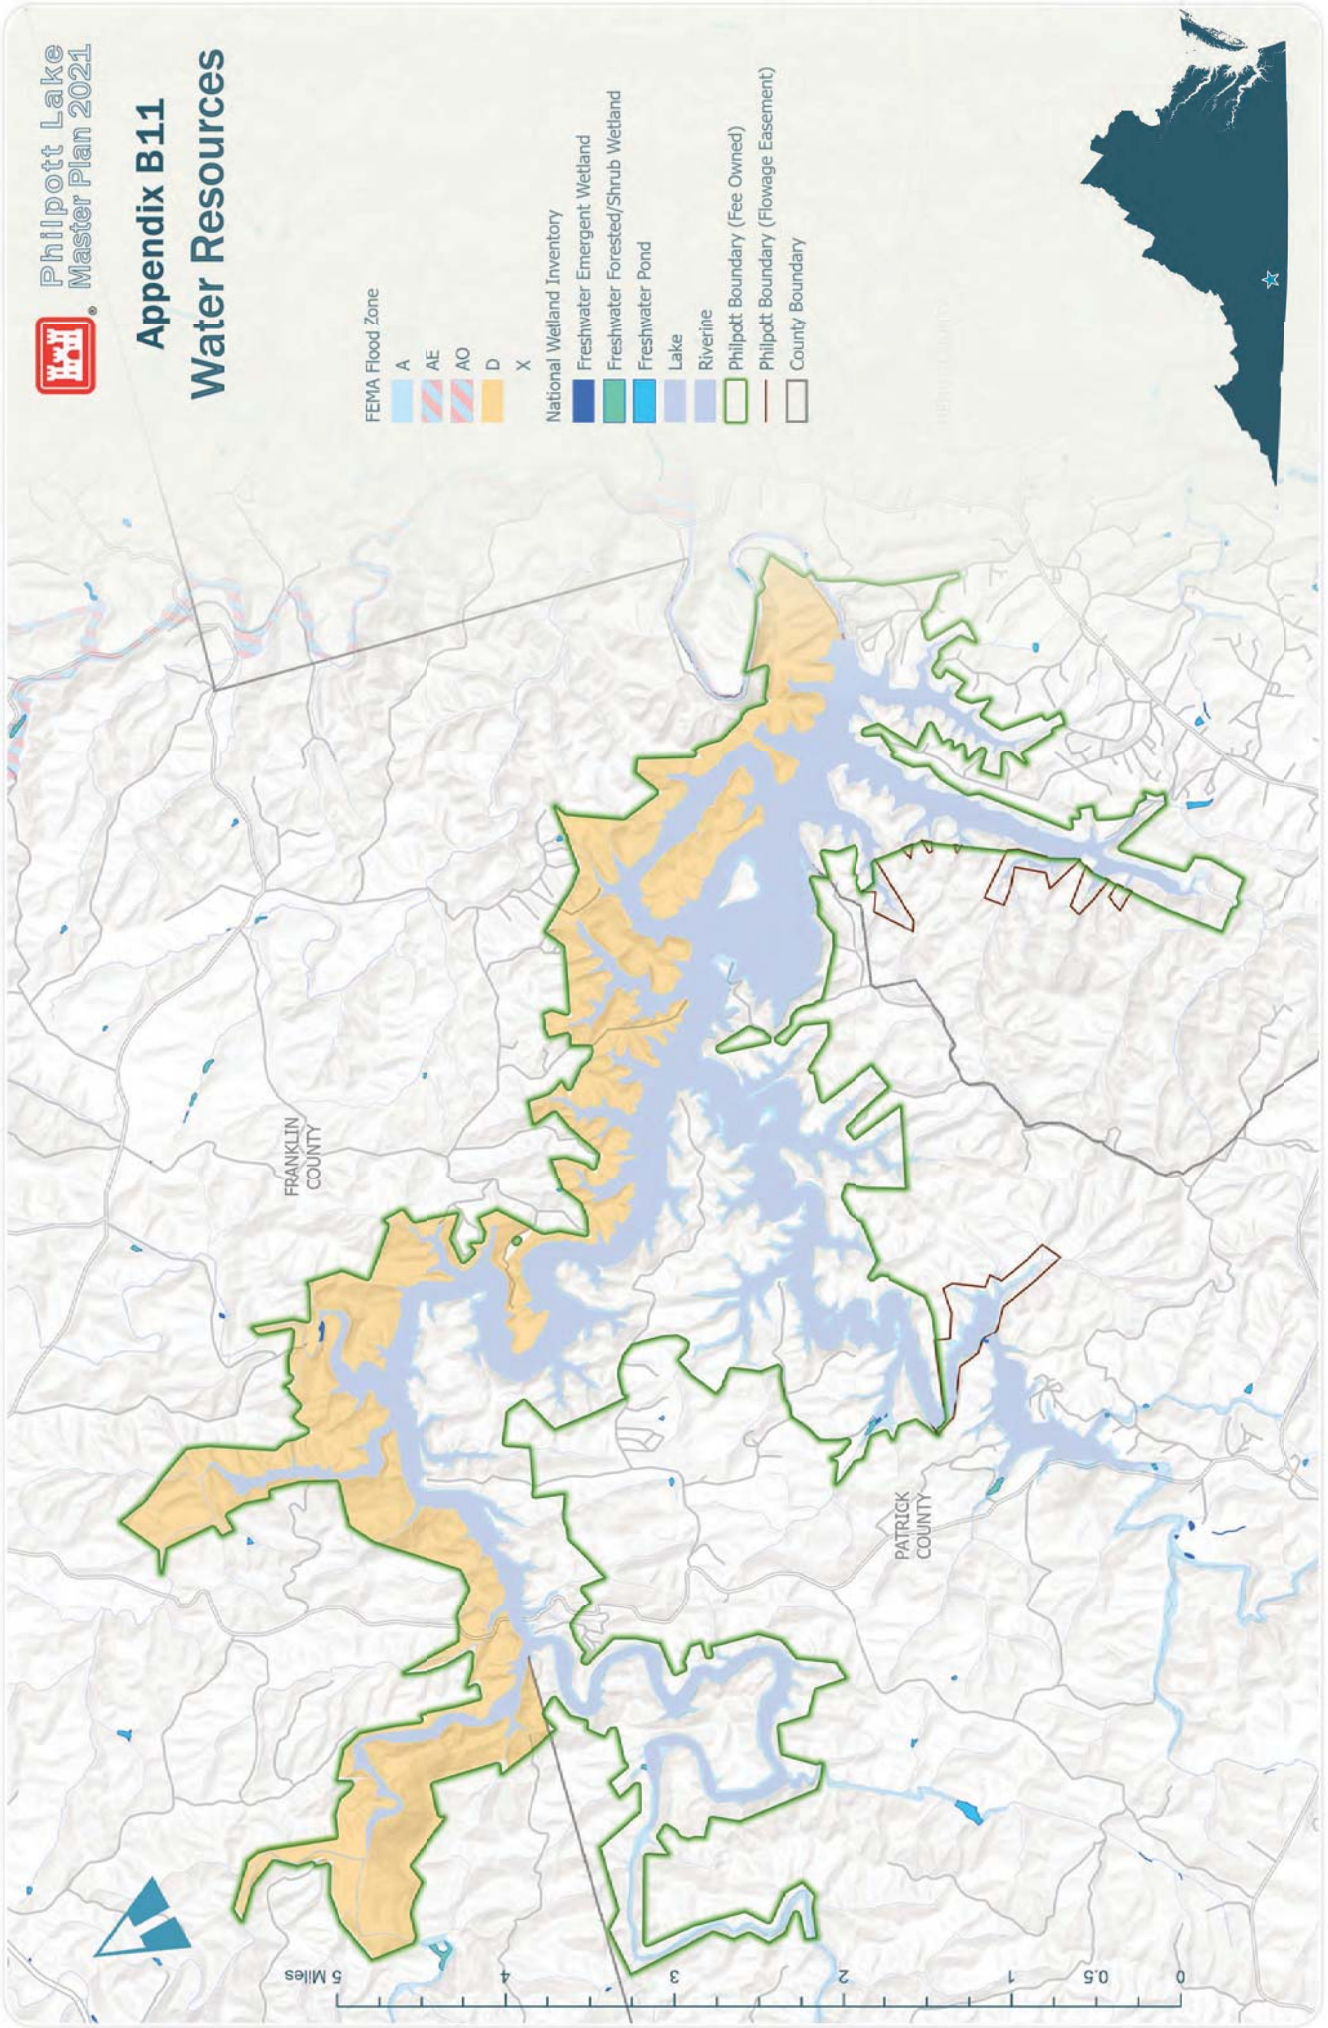 Philpott Lake
Master Plan 2021
®
Appendix B11
Water Resources
FEMA Flood Zone
A
AE
AO
D
X
National Wetland Inventory
Freshwater Emergent Wetland
Freshwater Forested/Shrub Wetland
Freshwater Pond
Lake
Riverine
Philpott Boundary (Fee Owned)
Philpott Boundary (Flowage Easement)
County Boundary
FRANKLIN
COUNTY
PATRICK
COUNTY
0 0.5 1 2 3 4 5 Miles